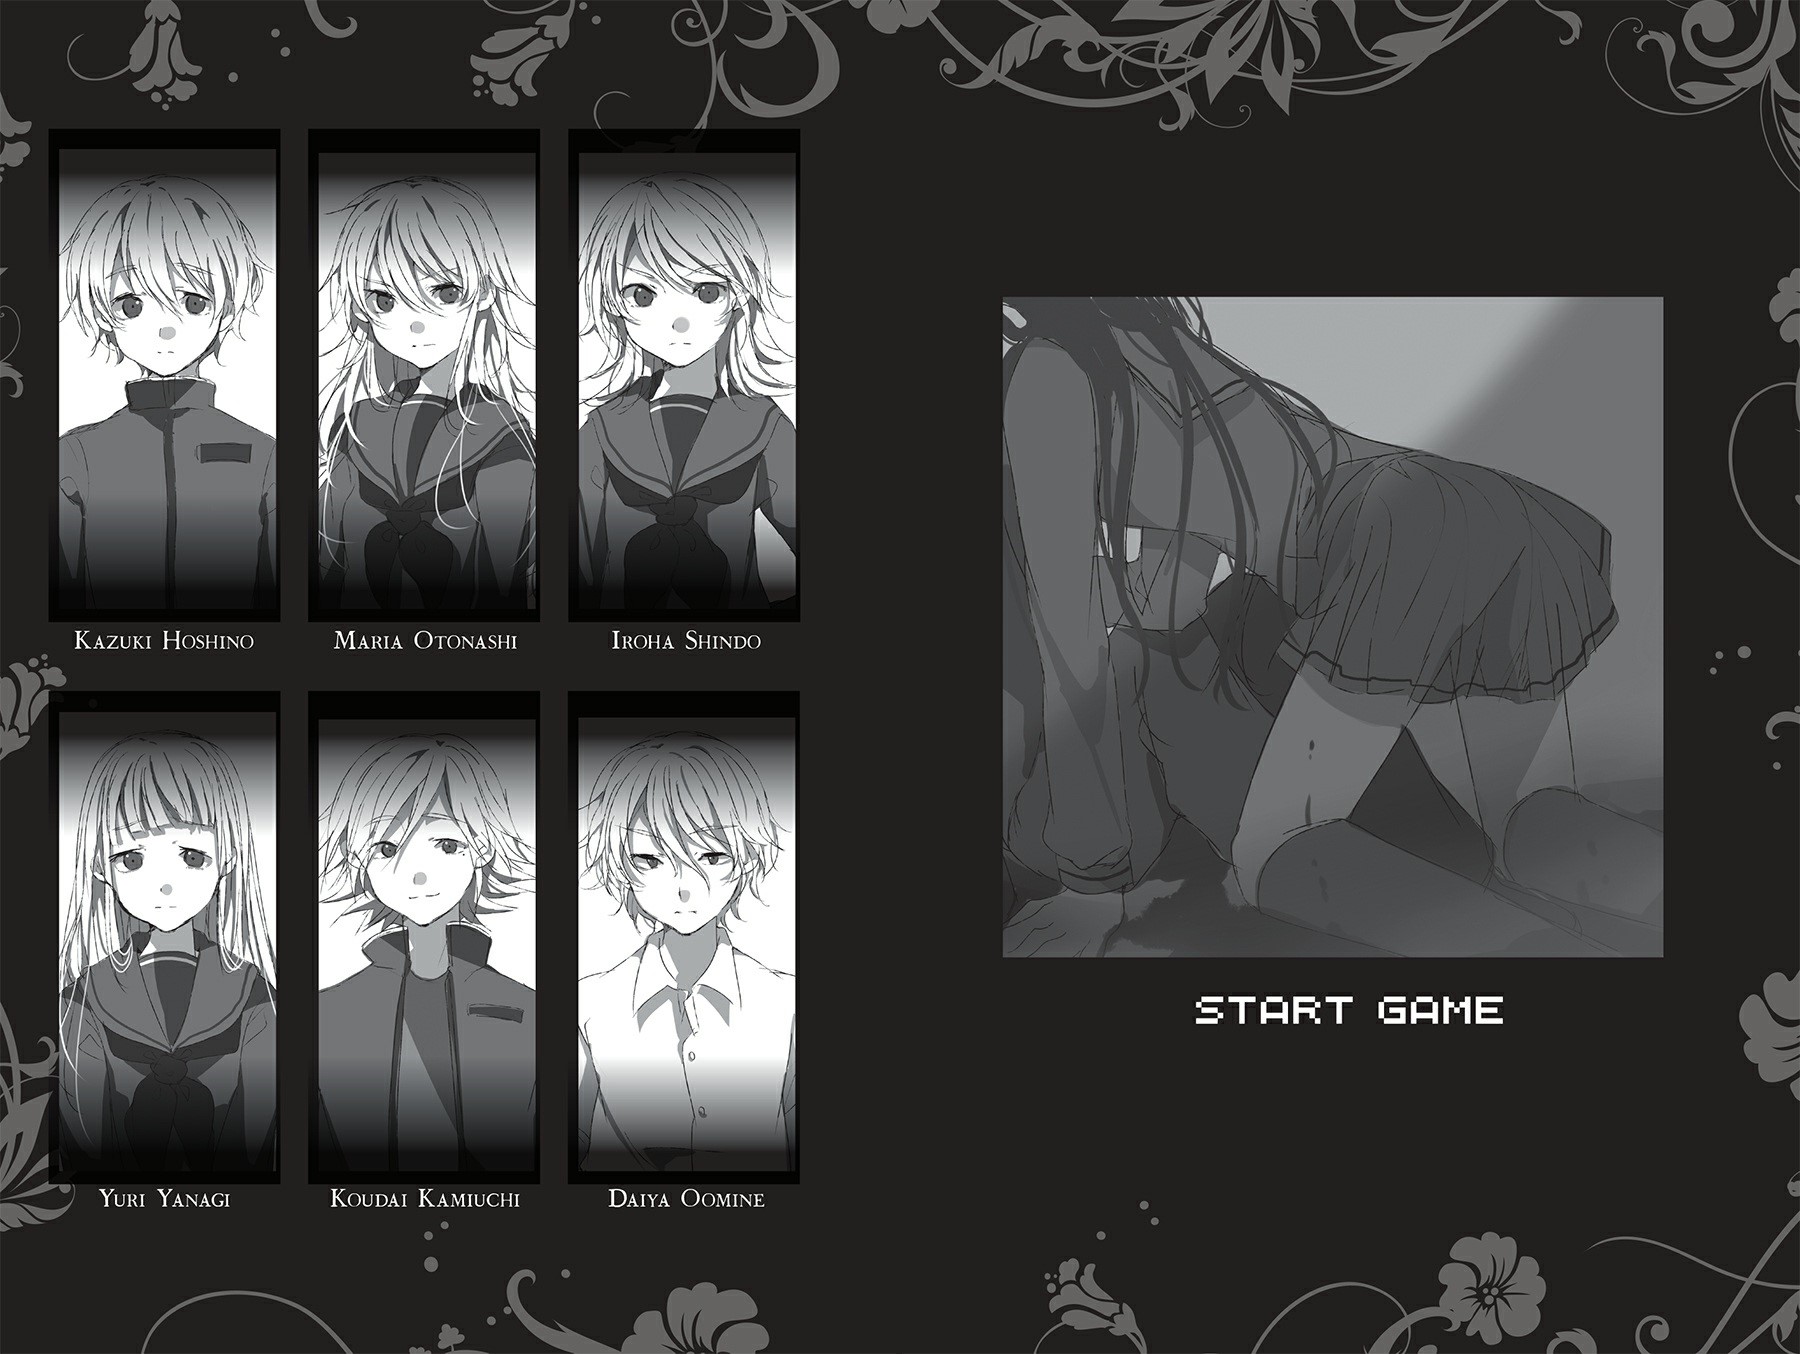 KAZUKI HOSHINO
MARIA OTONASHI
IROHA SHINDO
YURI YANAGI
KOUDAI KAMIUCHI
DAIYA OOMINE
START GAME